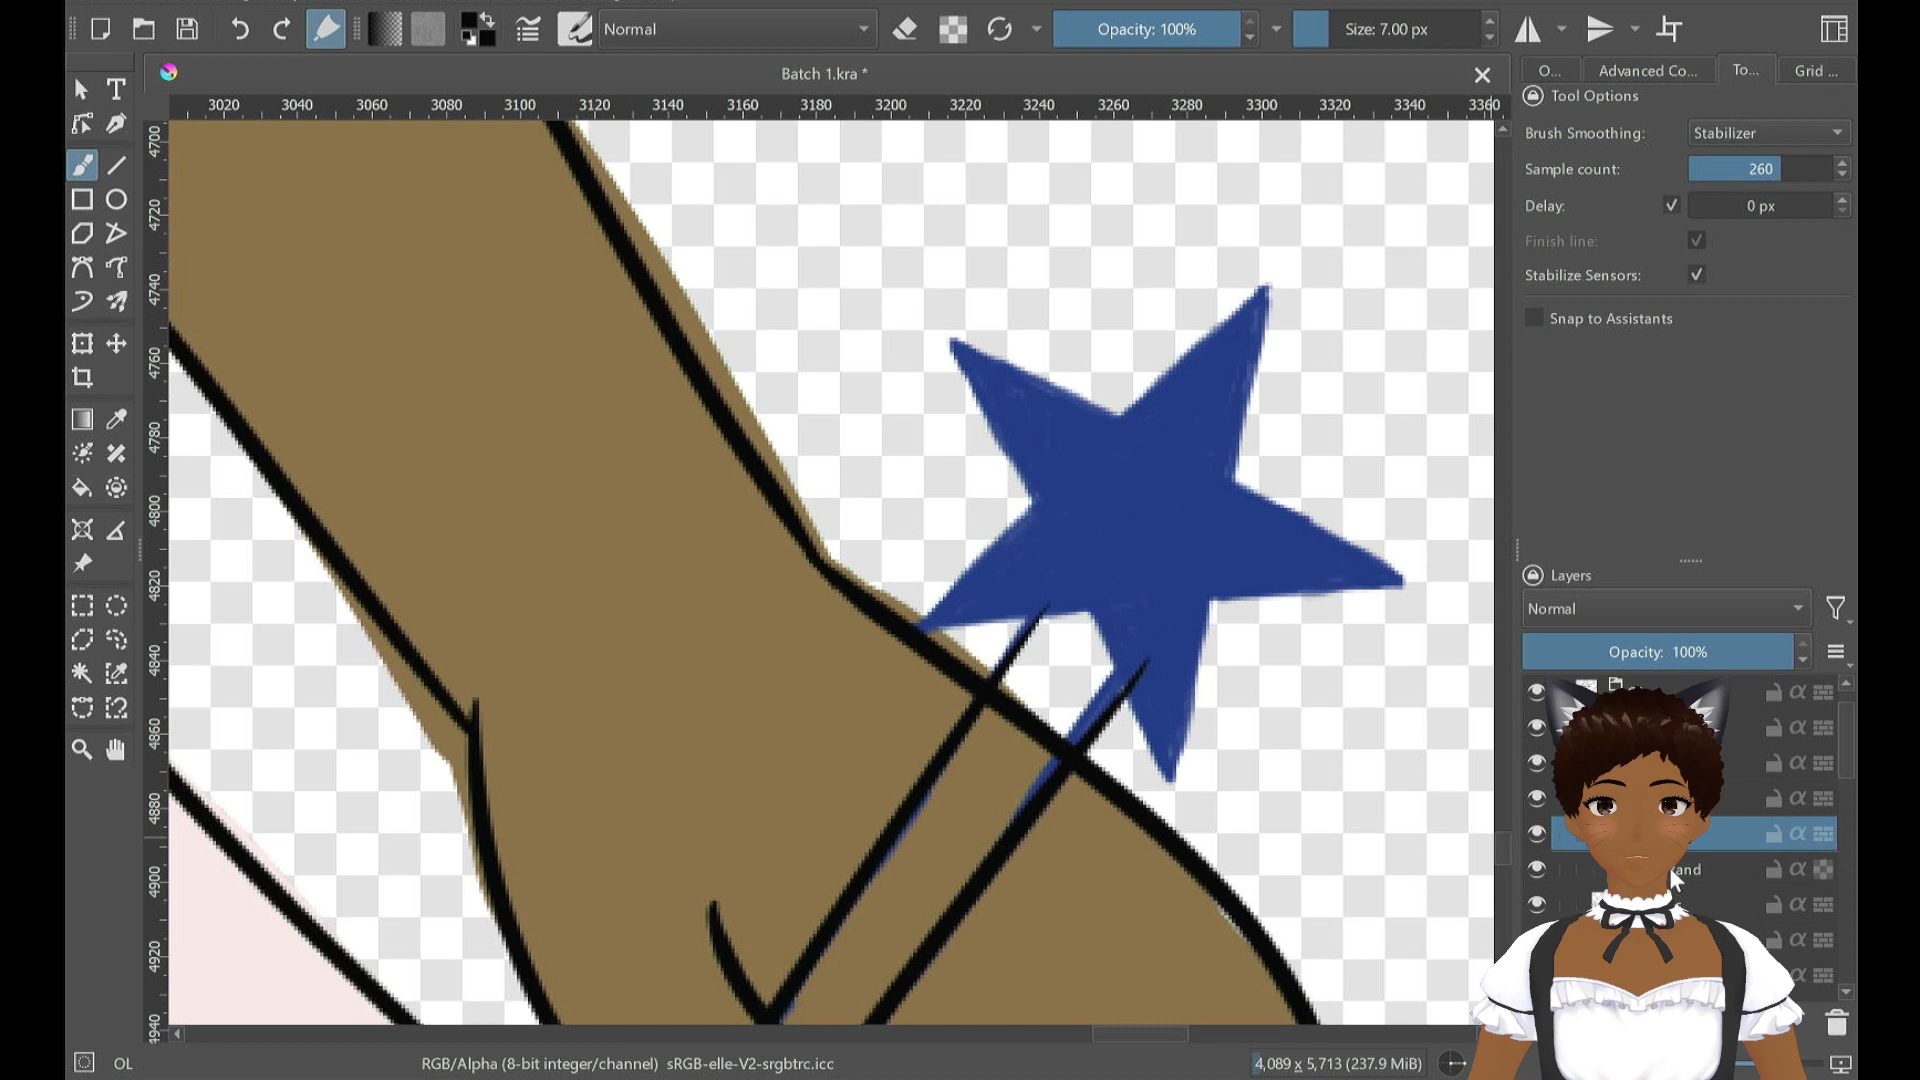 Normal
Opacity: 100%
Size: 7.00 px
Batch 1.kra *
O...
Advanced Co...
To...
Grid ...
3020 3040 3060 3080 3100 3120 3140 3160 3180 3200 3220 3240 3260 3280 3300 3320 3340 3360
4700
4720
4740
4760
4780
4800
4820
4840
4860
4880
4900
4920
4940
Tool Options
Brush Smoothing: Stabilizer
Sample count: 260
Delay: 0 px
Finish line:
Stabilize Sensors:
Snap to Assistants
Layers
Normal
Opacity: 100%
and
OL
RGB/Alpha (8-bit integer/channel) sRGB-elle-V2-srgbtrc.icc
4,089 x 5,713 (237.9 MiB)